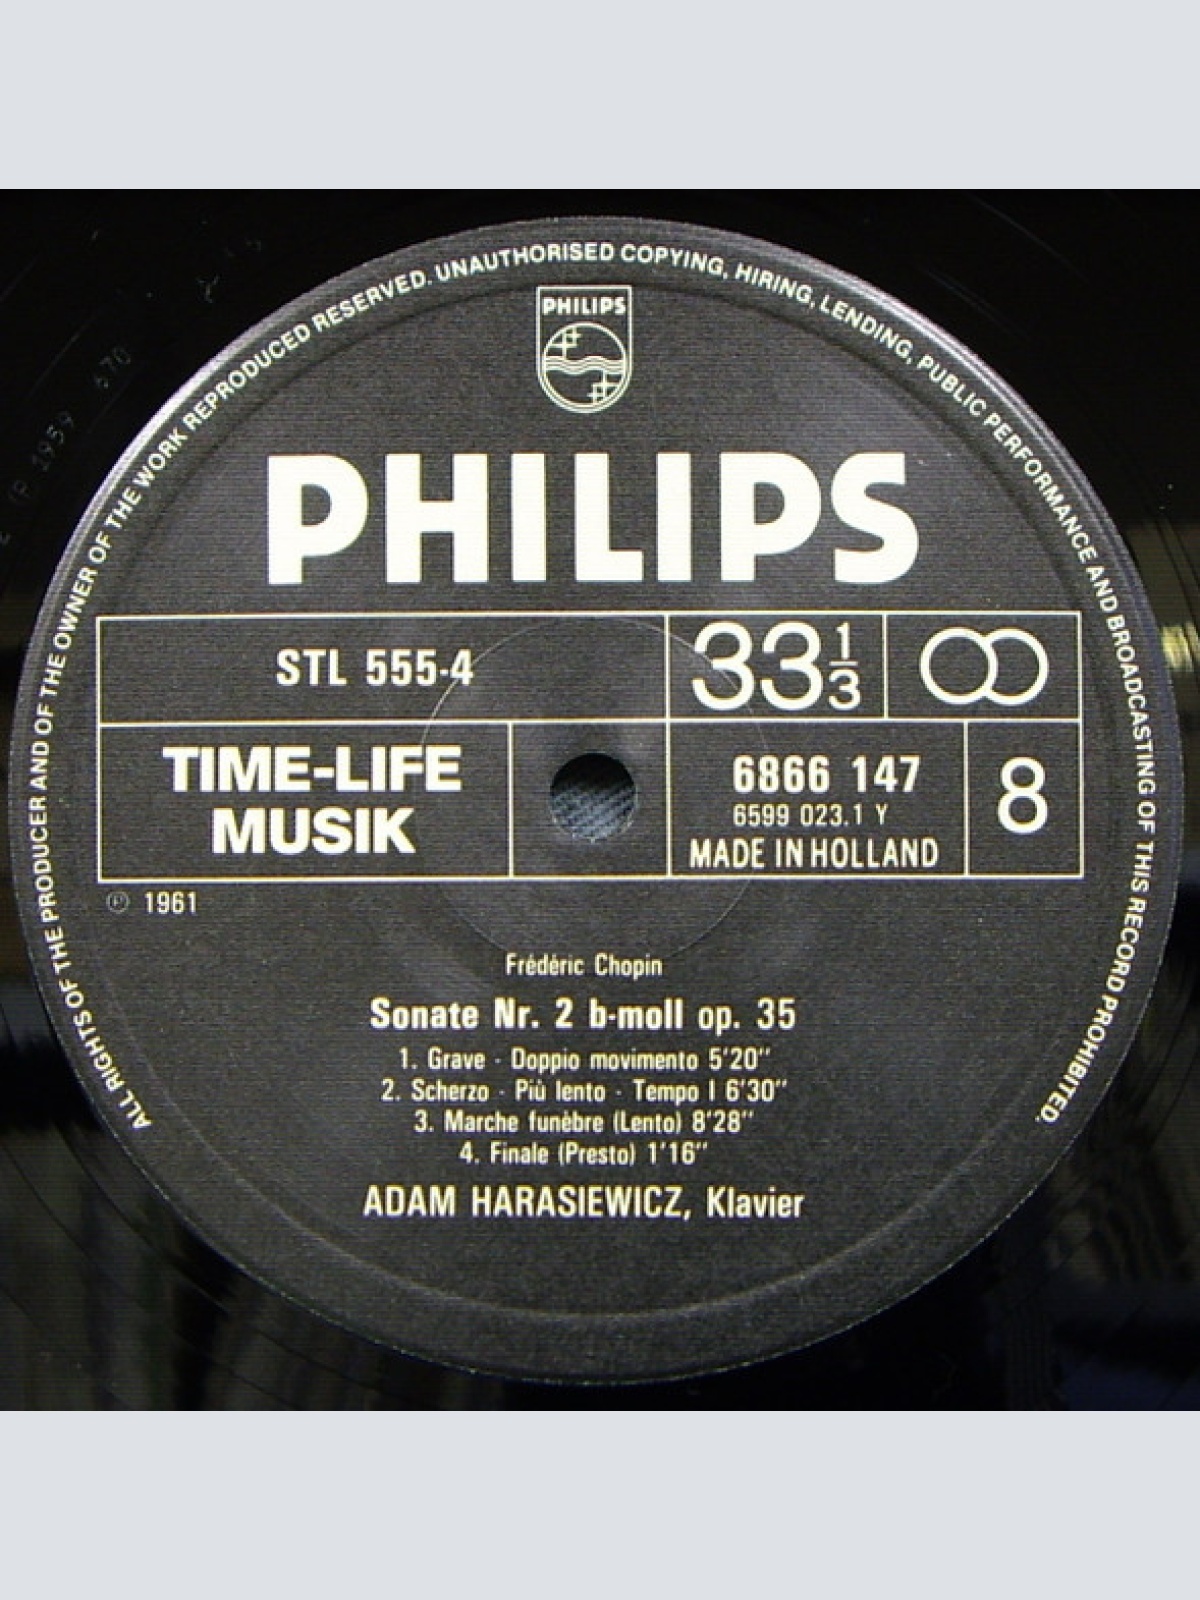 ALL RIGHTS OF THE PRODUCER AND OF THE OWNER OF THE WORK REPRODUCED RESERVED. UNAUTHORISED COPYING, HIRING, LENDING, PUBLIC PERFORMANCE AND BROADCASTING OF THIS RECORD PROHIBITED.
PHILIPS
PHILIPS
STL 555-4
33 1/3
TIME-LIFE
MUSIK
6866 147
6599 023.1 Y
MADE IN HOLLAND
8
℗ 1961
Frédéric Chopin
Sonate Nr. 2 b-moll op. 35
1. Grave · Doppio movimento 5'20''
2. Scherzo · Più lento · Tempo I 6'30''
3. Marche funèbre (Lento) 8'28''
4. Finale (Presto) 1'16''
ADAM HARASIEWICZ, Klavier
1959 670